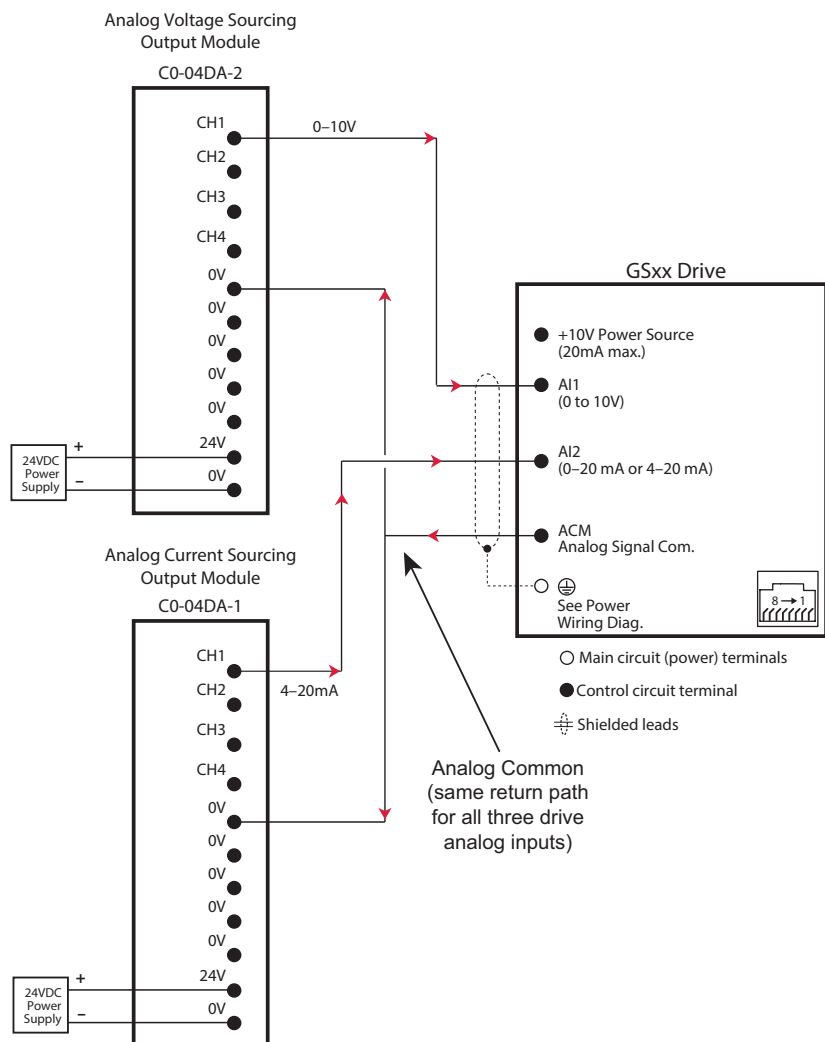 Analog Voltage Sourcing
Output Module
C0-04DA-2
CH1
0–10V
CH2
CH3
CH4
0V
0V
0V
0V
0V
24V
0V
+
–
24VDC
Power
Supply
GSxx Drive
+10V Power Source
(20mA max.)
AI1
(0 to 10V)
AI2
(0–20 mA or 4–20 mA)
ACM
Analog Signal Com.
See Power
Wiring Diag.
8→1
Main circuit (power) terminals
Control circuit terminal
Shielded leads
Analog Current Sourcing
Output Module
C0-04DA-1
CH1
4–20mA
CH2
CH3
CH4
0V
0V
0V
0V
0V
24V
0V
+
–
24VDC
Power
Supply
Analog Common
(same return path
for all three drive
analog inputs)